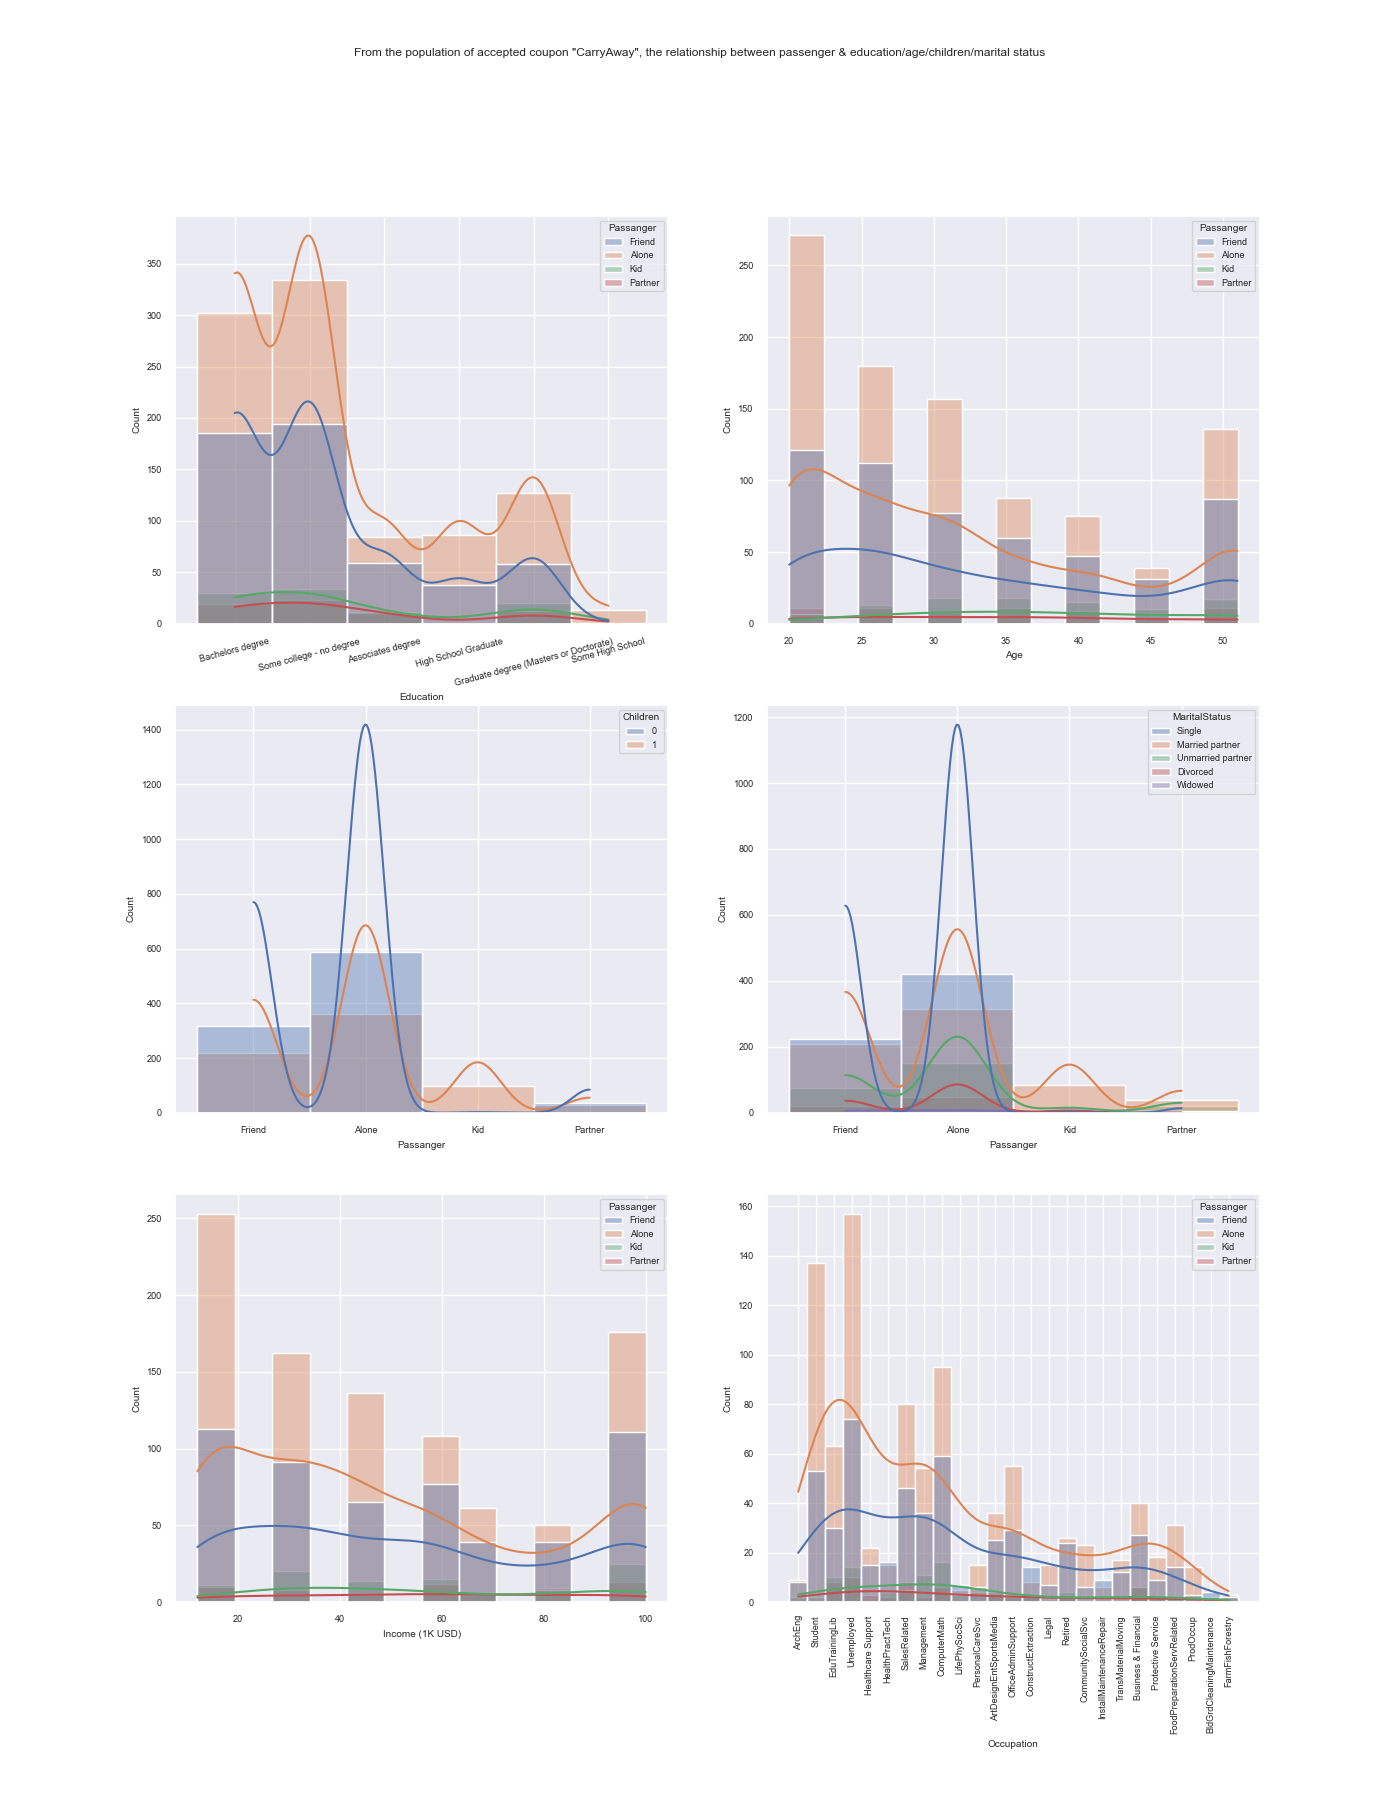 From the population of accepted coupon "CarryAway", the relationship between passenger & education/age/children/marital status
Passanger
Friend
Alone
Kid
Partner
350
300
250
200
150
100
50
0
Count
Bachelors degree
Some college - no degree
Associates degree
High School Graduate
Graduate degree (Masters or Doctorate)
Some High School
Education
Passanger
Friend
Alone
Kid
Partner
250
200
150
100
50
0
Count
20 25 30 35 40 45 50
Age
Children
0
1
1400
1200
1000
800
600
400
200
0
Count
Friend Alone Kid Partner
Passanger
MaritalStatus
Single
Married partner
Unmarried partner
Divorced
Widowed
1200
1000
800
600
400
200
0
Count
Friend Alone Kid Partner
Passanger
Passanger
Friend
Alone
Kid
Partner
250
200
150
100
50
0
Count
20 40 60 80 100
Income (1K USD)
Passanger
Friend
Alone
Kid
Partner
160
140
120
100
80
60
40
20
0
Count
ArchEng
Student
EduTrainingLib
Unemployed
Healthcare Support
HealthPractTech
SalesRelated
Management
ComputerMath
LifePhySocSci
PersonalCareSvc
ArtDesignEntSportsMedia
OfficeAdminSupport
ConstructExtraction
Legal
Retired
CommunitySocialSvc
InstallMaintenanceRepair
TransMaterialMoving
Business & Financial
Protective Service
FoodPreparationServRelated
ProdOccup
BldGrdCleaningMaintenance
FarmFishForestry
Occupation